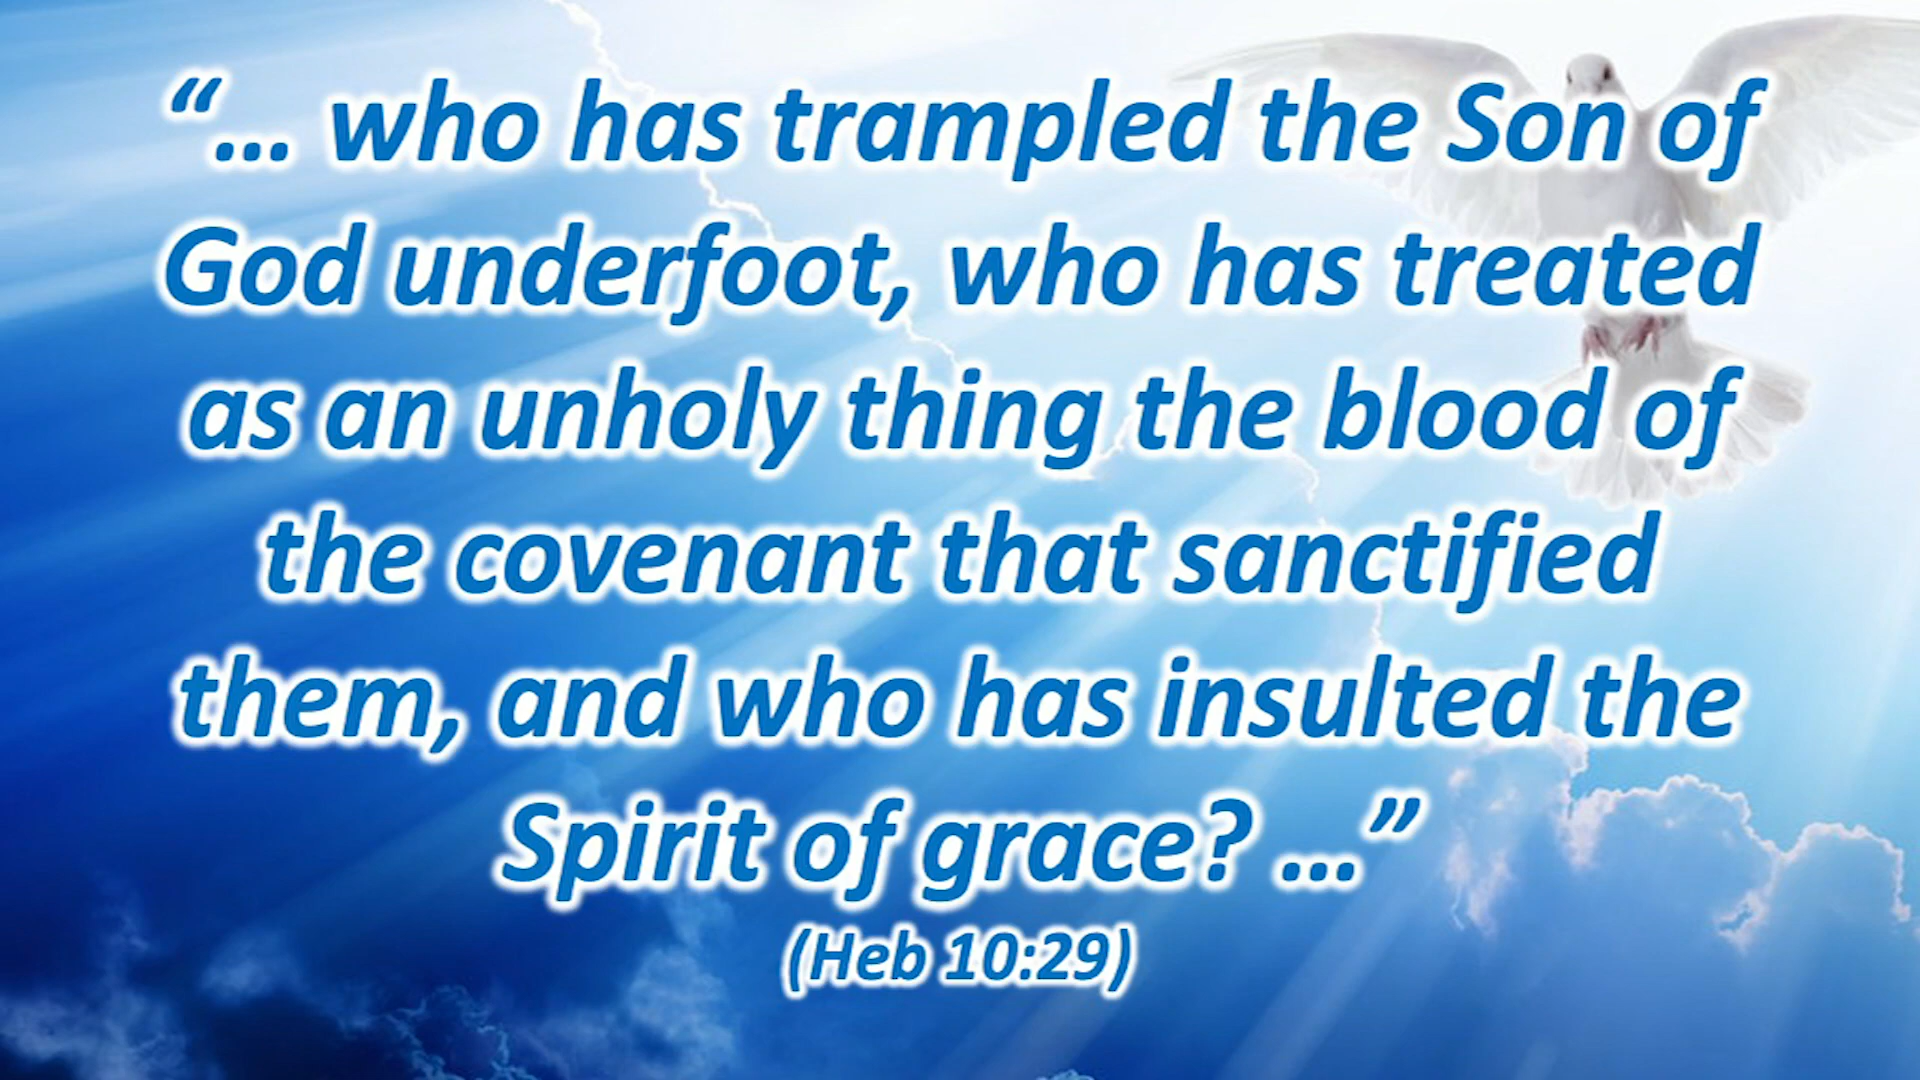 “... who has trampled the Son of
God underfoot, who has treated
as an unholy thing the blood of
the covenant that sanctified
them, and who has insulted the
Spirit of grace? ...”
(Heb 10:29)